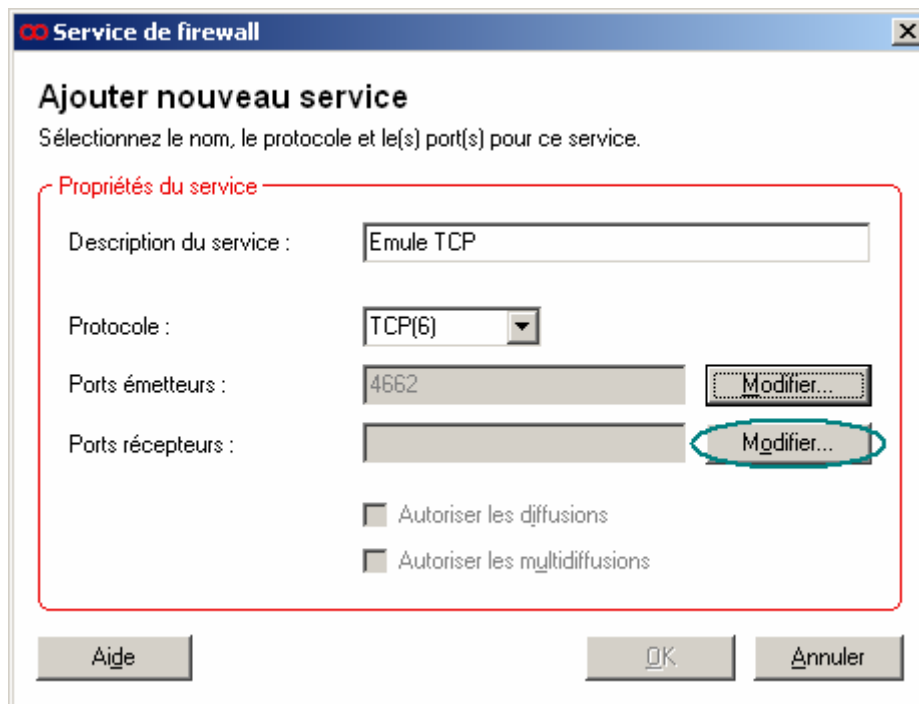 Service de firewall
Ajouter nouveau service
Sélectionnez le nom, le protocole et le(s) port(s) pour ce service.
Propriétés du service
Description du service : Emule TCP
Protocole : TCP(6)
Ports émetteurs : 4662 Modifier...
Ports récepteurs : Modifier...
Autoriser les diffusions
Autoriser les multidiffusions
Aide OK Annuler